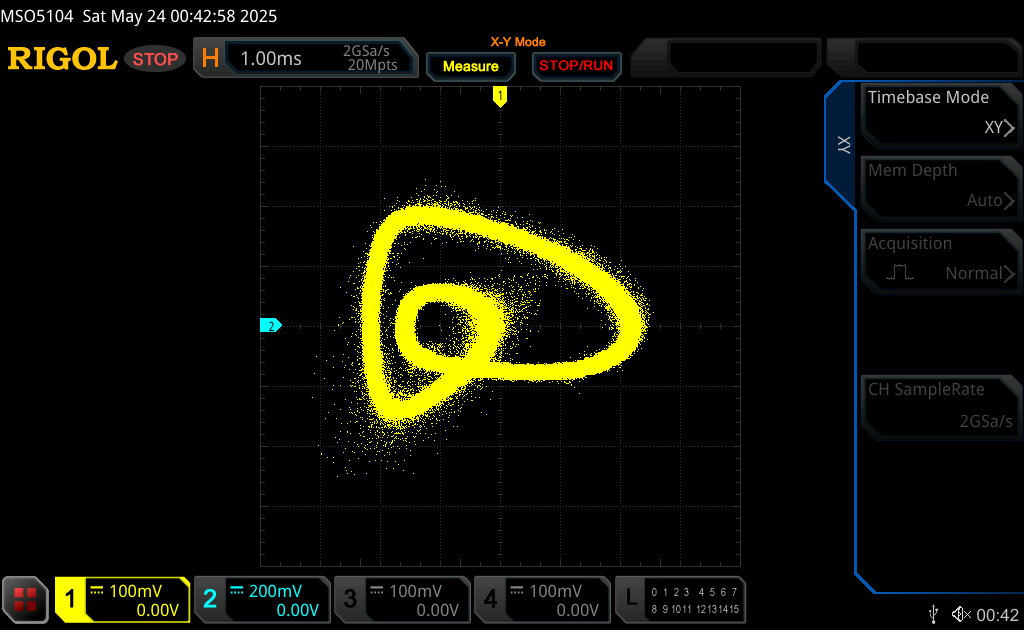 MSO5104 Sat May 24 00:42:58 2025
RIGOL STOP H 1.00ms 2GSa/s 20Mpts
X-Y Mode
Measure STOP/RUN
1
2
XY
Timebase Mode
XY
Mem Depth
Auto
Acquisition
Normal
CH SampleRate
2GSa/s
1 100mV 0.00V
2 200mV 0.00V
3 100mV 0.00V
4 100mV 0.00V
L 0 1 2 3 4 5 6 7
8 9 10 11 12 13 14 15
00:42